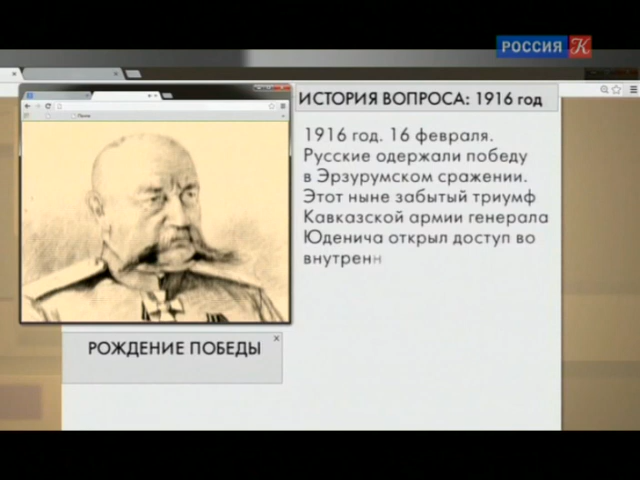 РОССИЯ К
ИСТОРИЯ ВОПРОСА: 1916 год
1916 год. 16 февраля.
Русские одержали победу
в Эрзурумском сражении.
Этот ныне забытый триумф
Кавказской армии генерала
Юденича открыл доступ во
внутренн
РОЖДЕНИЕ ПОБЕДЫ